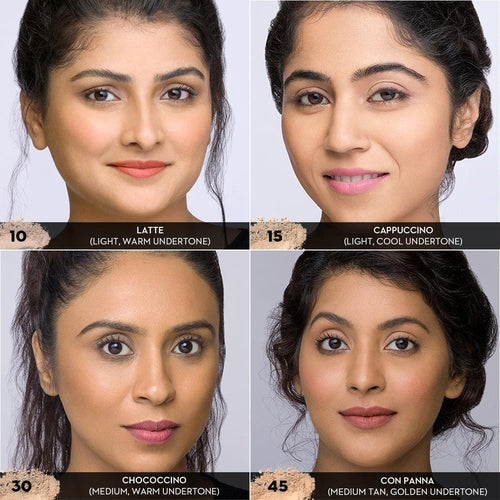 10
LATTE
(LIGHT, WARM UNDERTONE)
15
CAPPUCCINO
(LIGHT, COOL UNDERTONE)
30
CHOCOCCINO
(MEDIUM, WARM UNDERTONE)
45
CON PANNA
(MEDIUM TAN, GOLDEN UNDERTONE)